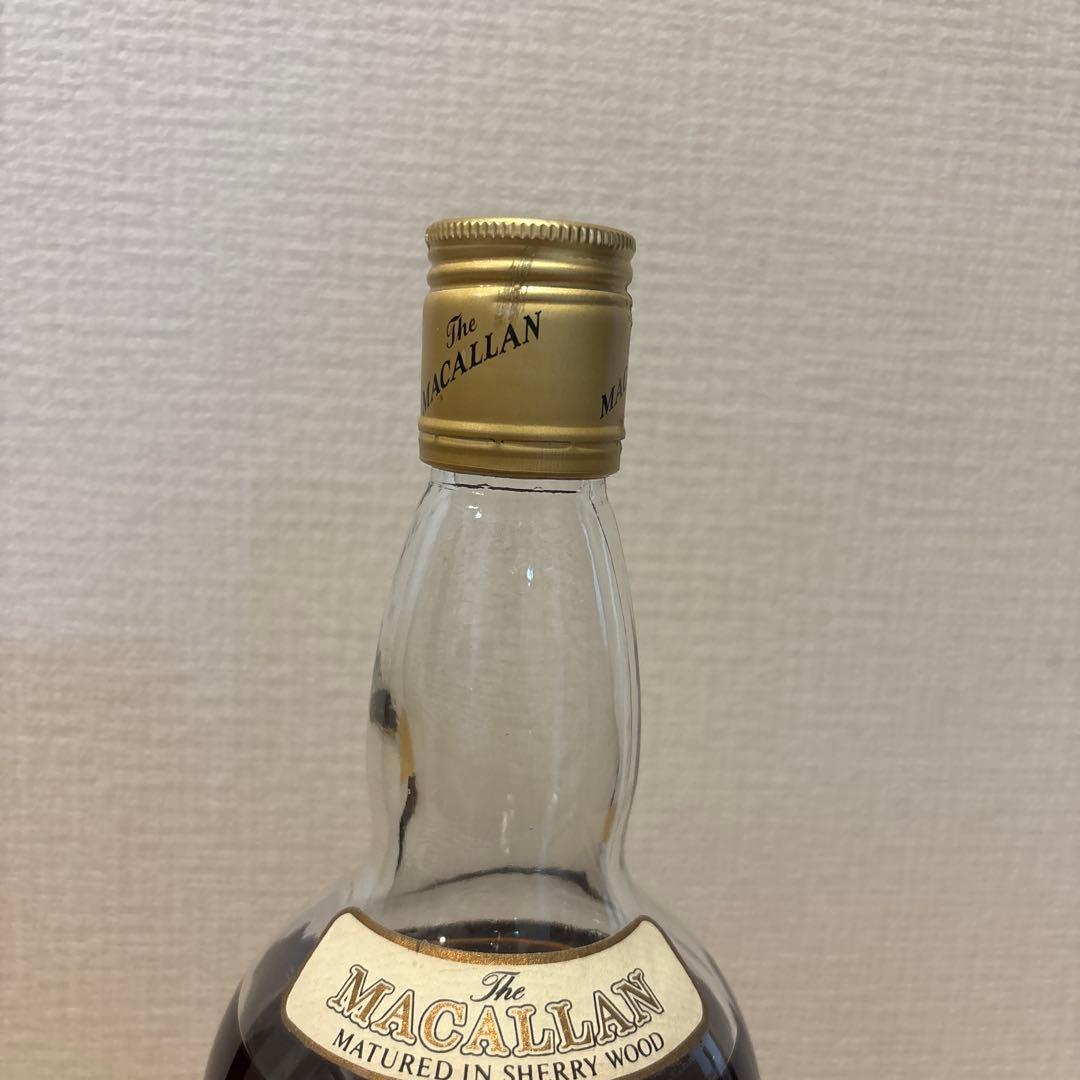 The
MACALLAN
MAC
The
MACALLAN
MATURED IN SHERRY WOOD